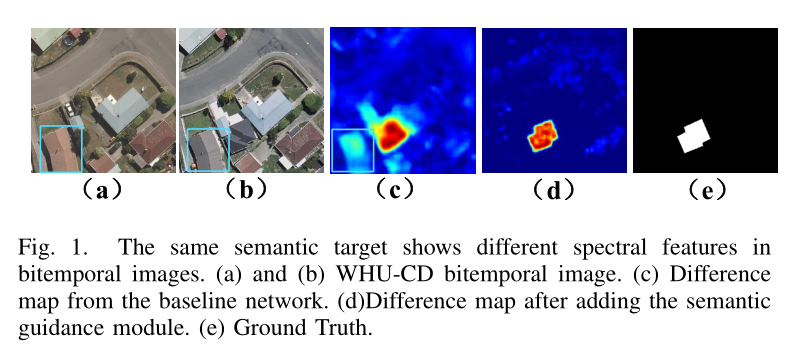 （a） （b） （c） （d） （e）
Fig. 1. The same semantic target shows different spectral features in
bitemporal images. (a) and (b) WHU-CD bitemporal image. (c) Difference
map from the baseline network. (d)Difference map after adding the semantic
guidance module. (e) Ground Truth.